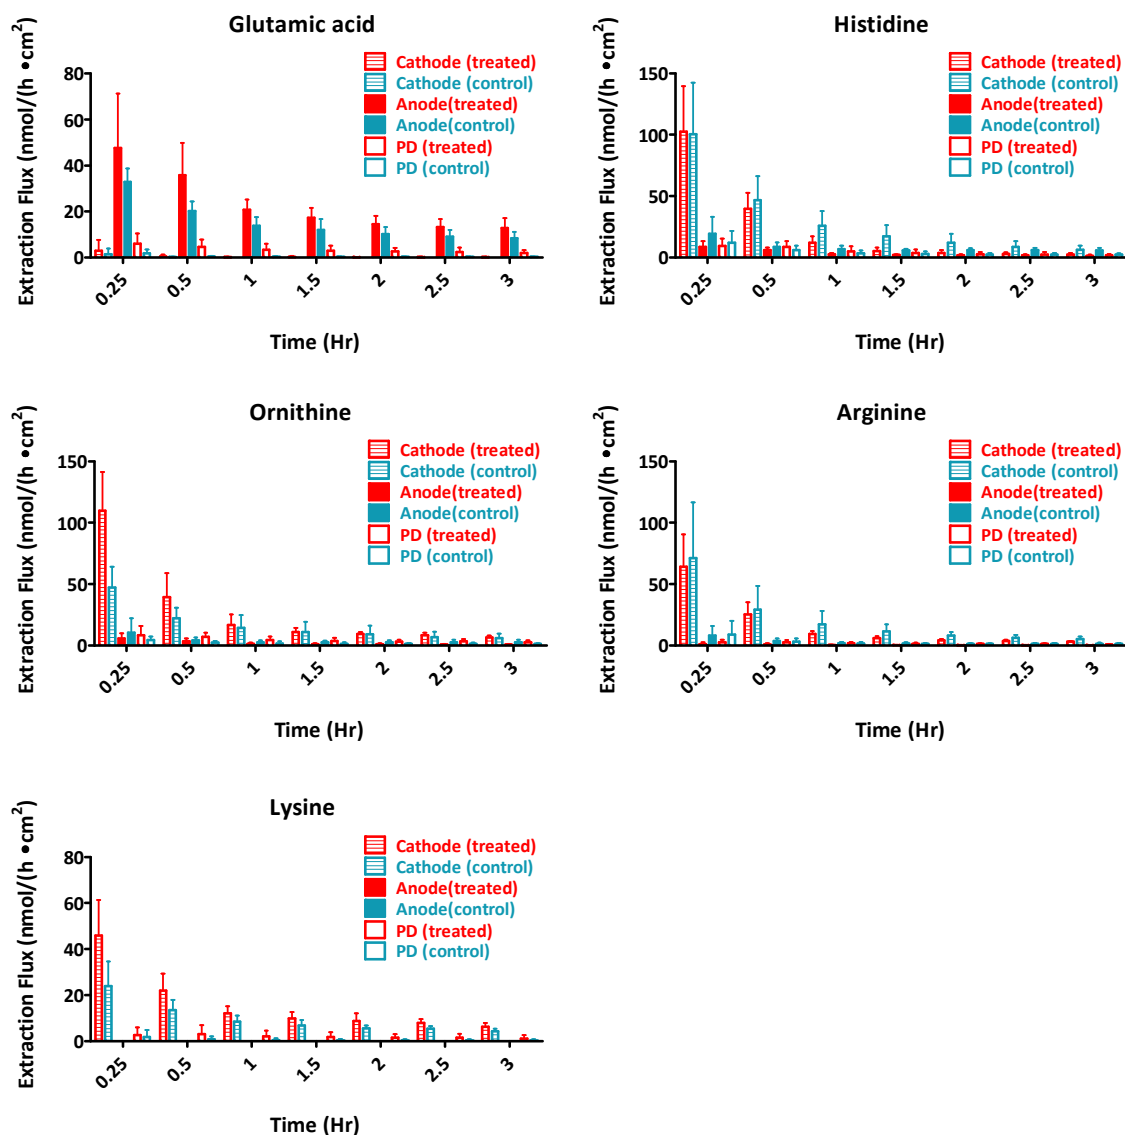 Glutamic acid
Extraction Flux (nmol/(h •cm²)
80
60
40
20
0
Cathode (treated)
Cathode (control)
Anode(treated)
Anode(control)
PD (treated)
PD (control)
0.25
0.5
1
1.5
2
2.5
3
Time (Hr)
Histidine
Extraction Flux (nmol/(h •cm²)
150
100
50
0
Cathode (treated)
Cathode (control)
Anode(treated)
Anode(control)
PD (treated)
PD (control)
0.25
0.5
1
1.5
2
2.5
3
Time (Hr)
Ornithine
Extraction Flux (nmol/(h •cm²)
150
100
50
0
Cathode (treated)
Cathode (control)
Anode(treated)
Anode(control)
PD (treated)
PD (control)
0.25
0.5
1
1.5
2
2.5
3
Time (Hr)
Arginine
Extraction Flux (nmol/(h •cm²)
150
100
50
0
Cathode (treated)
Cathode (control)
Anode(treated)
Anode(control)
PD (treated)
PD (control)
0.25
0.5
1
1.5
2
2.5
3
Time (Hr)
Lysine
Extraction Flux (nmol/(h •cm²)
80
60
40
20
0
Cathode (treated)
Cathode (control)
Anode(treated)
Anode(control)
PD (treated)
PD (control)
0.25
0.5
1
1.5
2
2.5
3
Time (Hr)